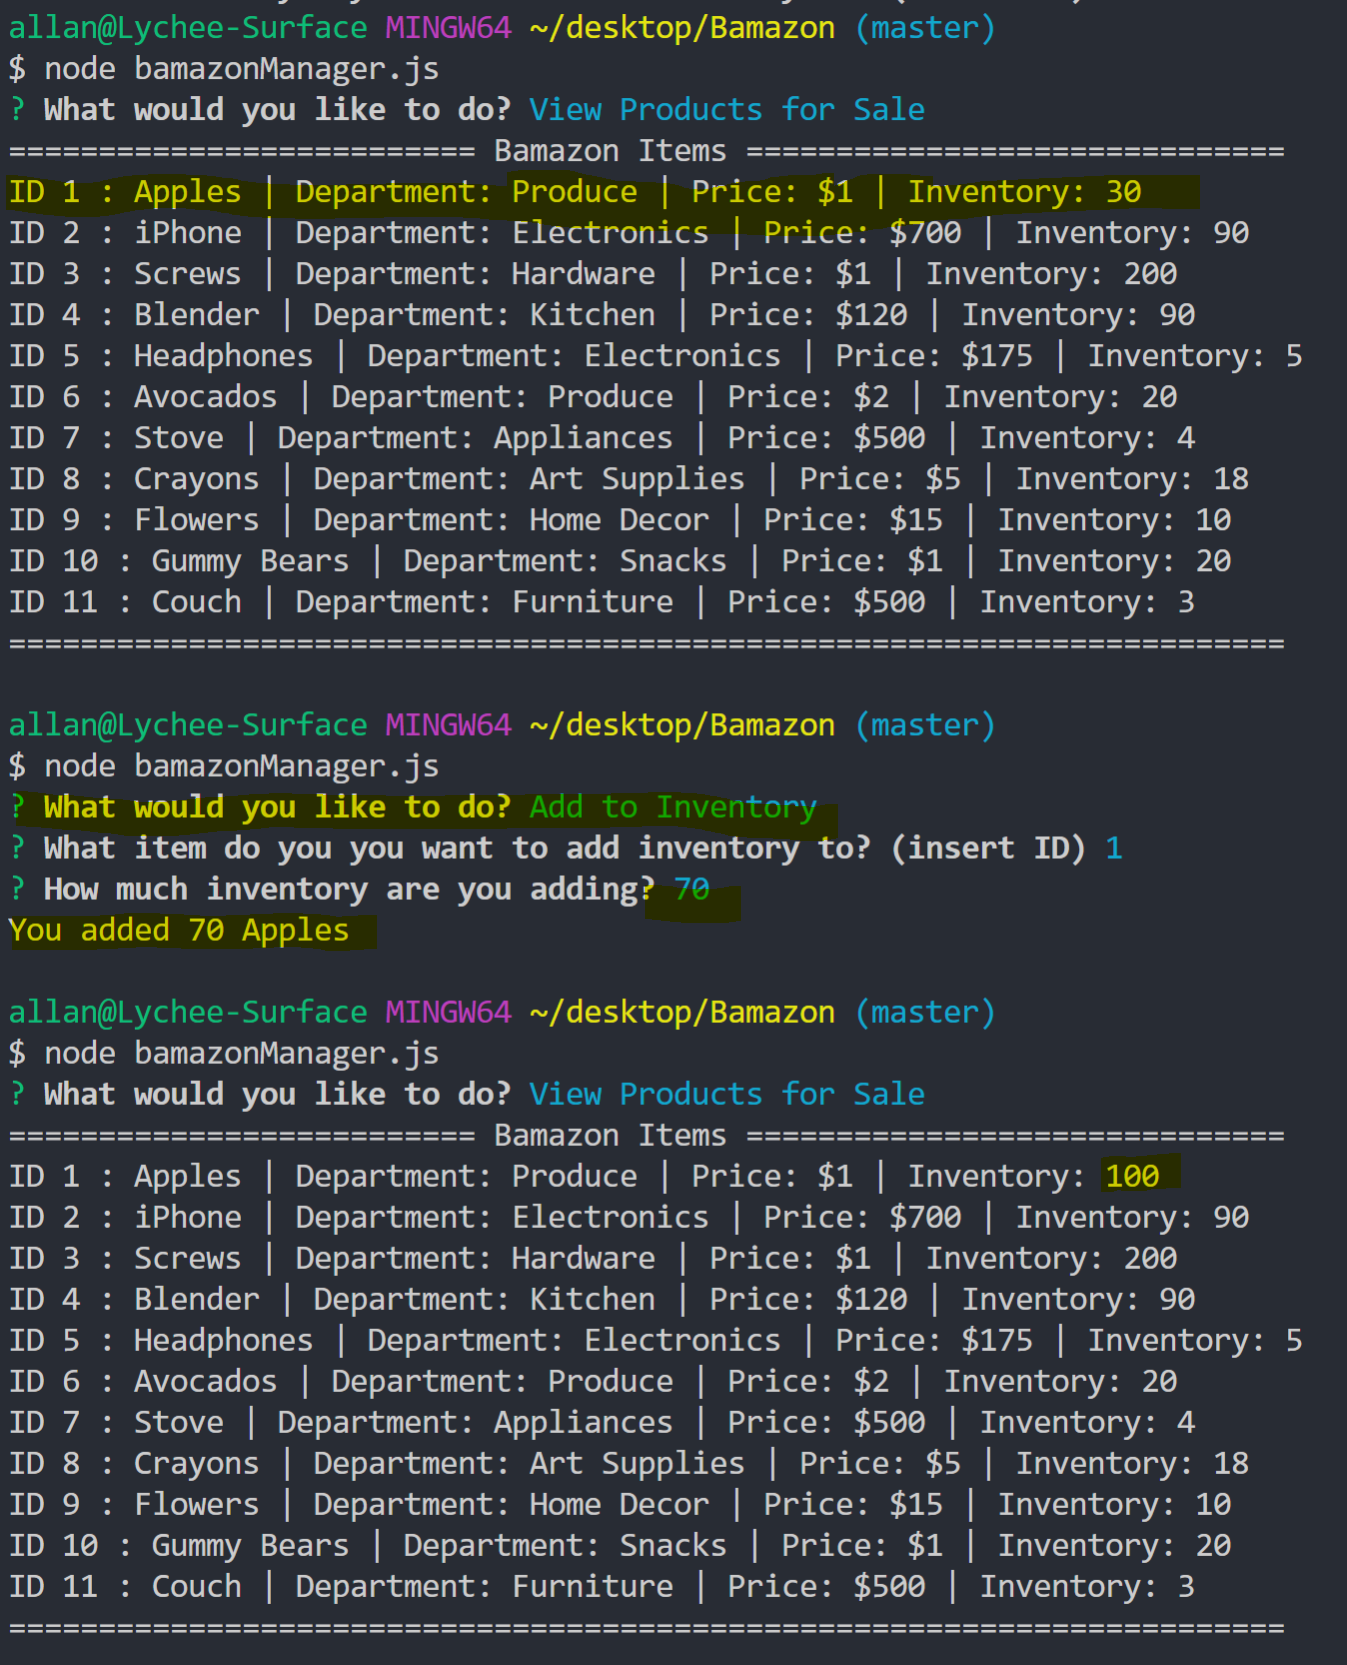 allan@Lychee-Surface MINGW64 ~/desktop/Bamazon (master)
$ node bamazonManager.js
? What would you like to do? View Products for Sale
========================== Bamazon Items ==============================
ID 1 : Apples | Department: Produce | Price: $1 | Inventory: 30
ID 2 : iPhone | Department: Electronics | Price: $700 | Inventory: 90
ID 3 : Screws | Department: Hardware | Price: $1 | Inventory: 200
ID 4 : Blender | Department: Kitchen | Price: $120 | Inventory: 90
ID 5 : Headphones | Department: Electronics | Price: $175 | Inventory: 5
ID 6 : Avocados | Department: Produce | Price: $2 | Inventory: 20
ID 7 : Stove | Department: Appliances | Price: $500 | Inventory: 4
ID 8 : Crayons | Department: Art Supplies | Price: $5 | Inventory: 18
ID 9 : Flowers | Department: Home Decor | Price: $15 | Inventory: 10
ID 10 : Gummy Bears | Department: Snacks | Price: $1 | Inventory: 20
ID 11 : Couch | Department: Furniture | Price: $500 | Inventory: 3
=======================================================================
allan@Lychee-Surface MINGW64 ~/desktop/Bamazon (master)
$ node bamazonManager.js
? What would you like to do? Add to Inventory
? What item do you you want to add inventory to? (insert ID) 1
? How much inventory are you adding? 70
You added 70 Apples
allan@Lychee-Surface MINGW64 ~/desktop/Bamazon (master)
$ node bamazonManager.js
? What would you like to do? View Products for Sale
========================== Bamazon Items ==============================
ID 1 : Apples | Department: Produce | Price: $1 | Inventory: 100
ID 2 : iPhone | Department: Electronics | Price: $700 | Inventory: 90
ID 3 : Screws | Department: Hardware | Price: $1 | Inventory: 200
ID 4 : Blender | Department: Kitchen | Price: $120 | Inventory: 90
ID 5 : Headphones | Department: Electronics | Price: $175 | Inventory: 5
ID 6 : Avocados | Department: Produce | Price: $2 | Inventory: 20
ID 7 : Stove | Department: Appliances | Price: $500 | Inventory: 4
ID 8 : Crayons | Department: Art Supplies | Price: $5 | Inventory: 18
ID 9 : Flowers | Department: Home Decor | Price: $15 | Inventory: 10
ID 10 : Gummy Bears | Department: Snacks | Price: $1 | Inventory: 20
ID 11 : Couch | Department: Furniture | Price: $500 | Inventory: 3
=======================================================================